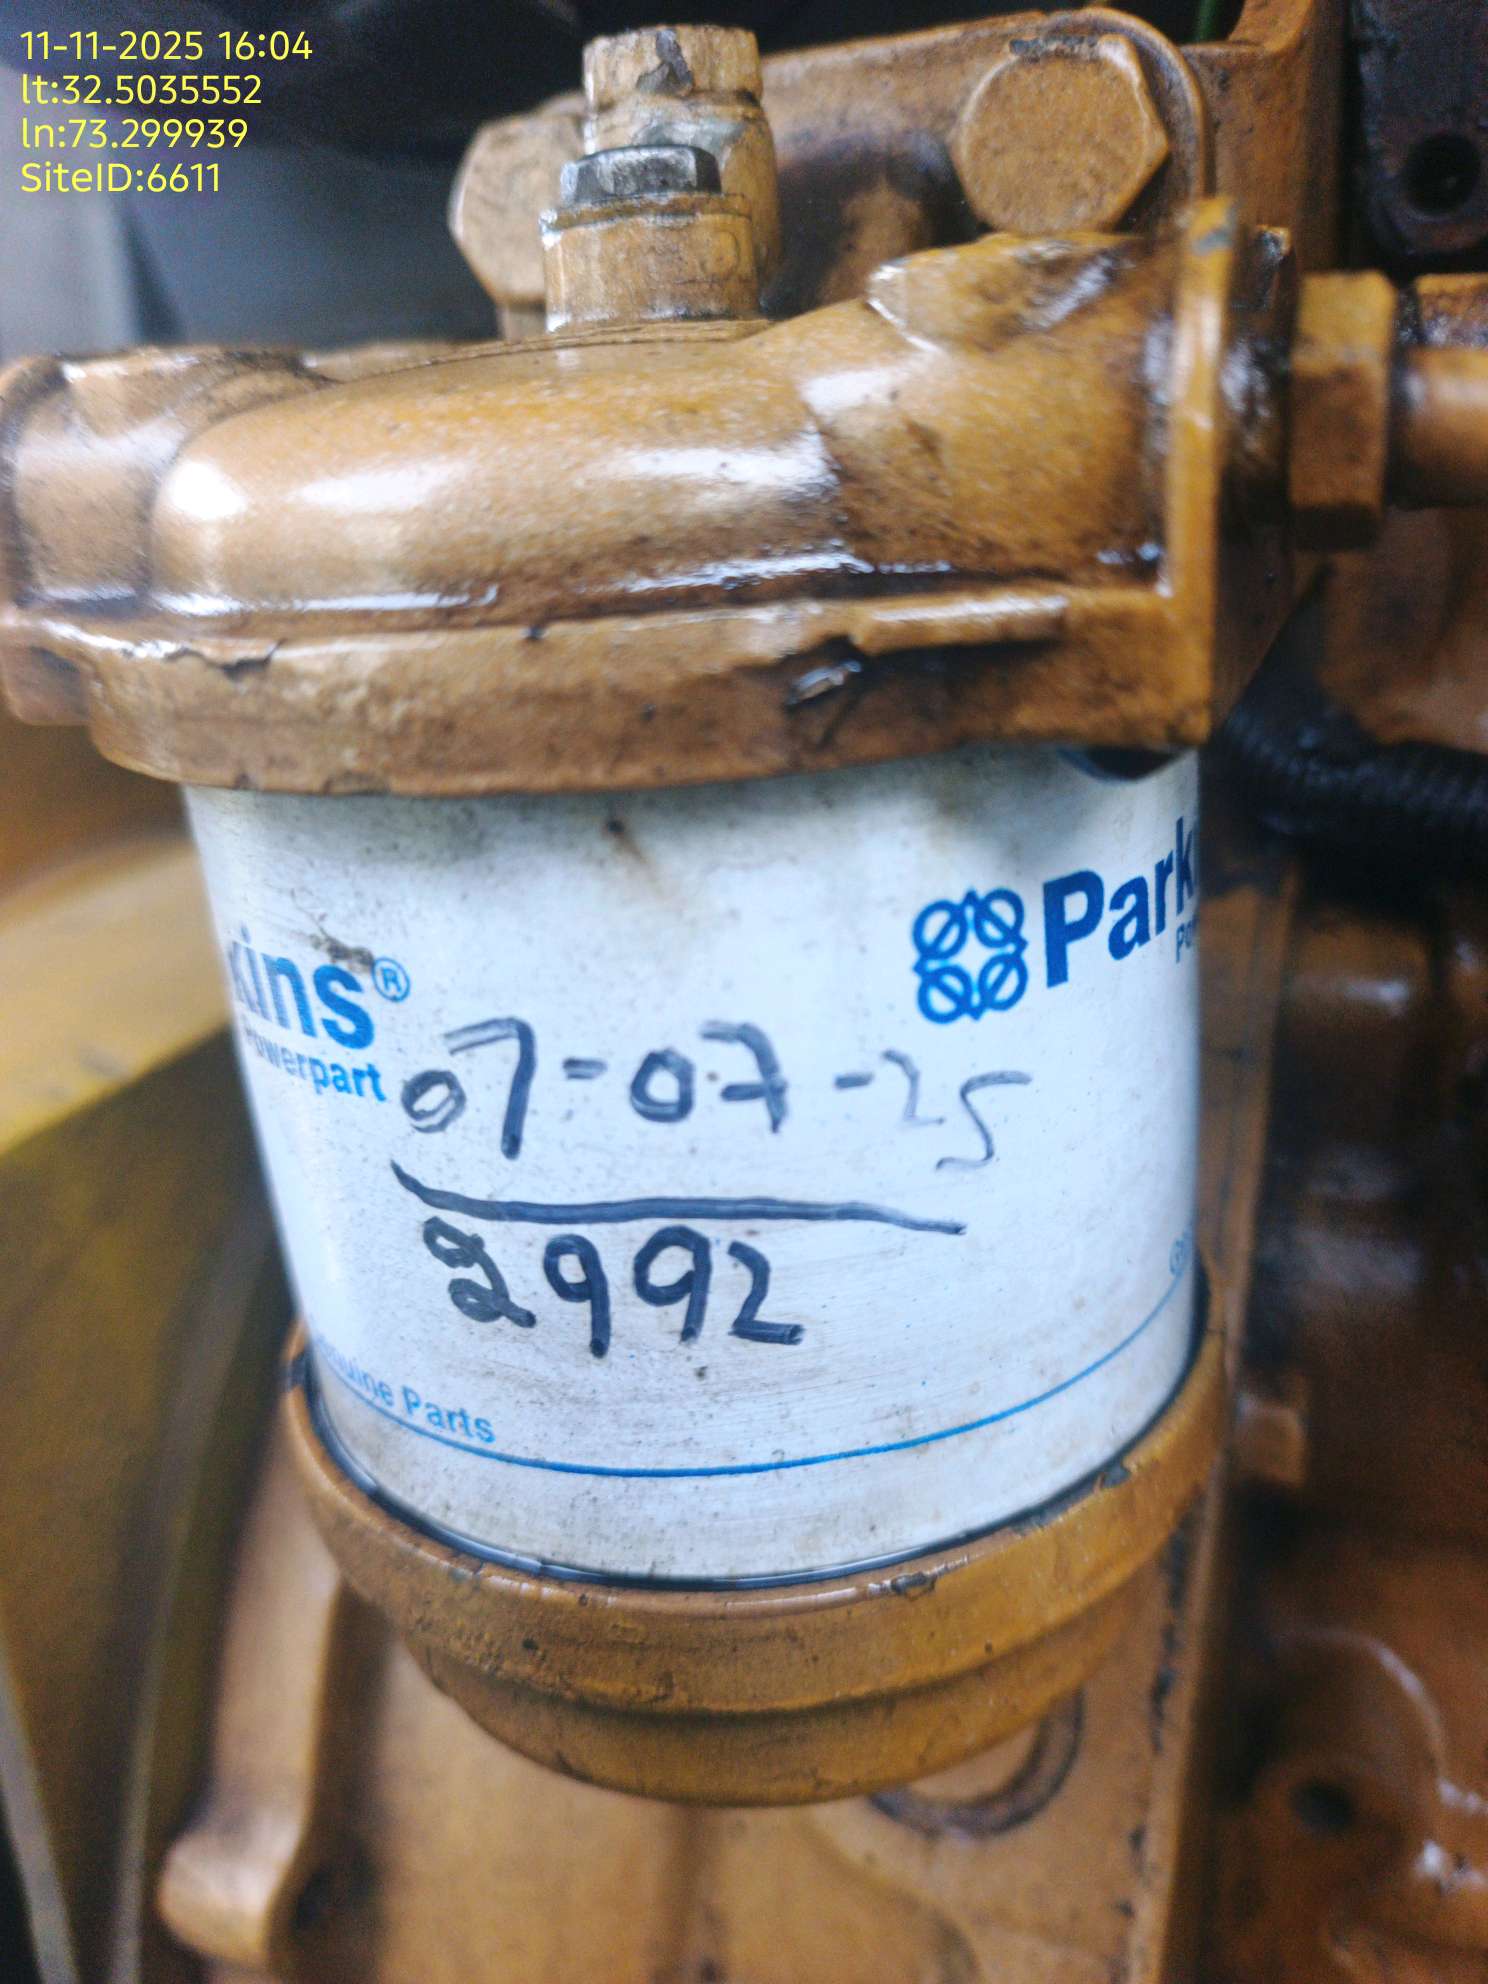 11-11-2025 16:04
lt:32.5035552
ln:73.299939
SiteID:6611
Park
kins®
Powerpart
07-07-25
2992
Genuine Parts